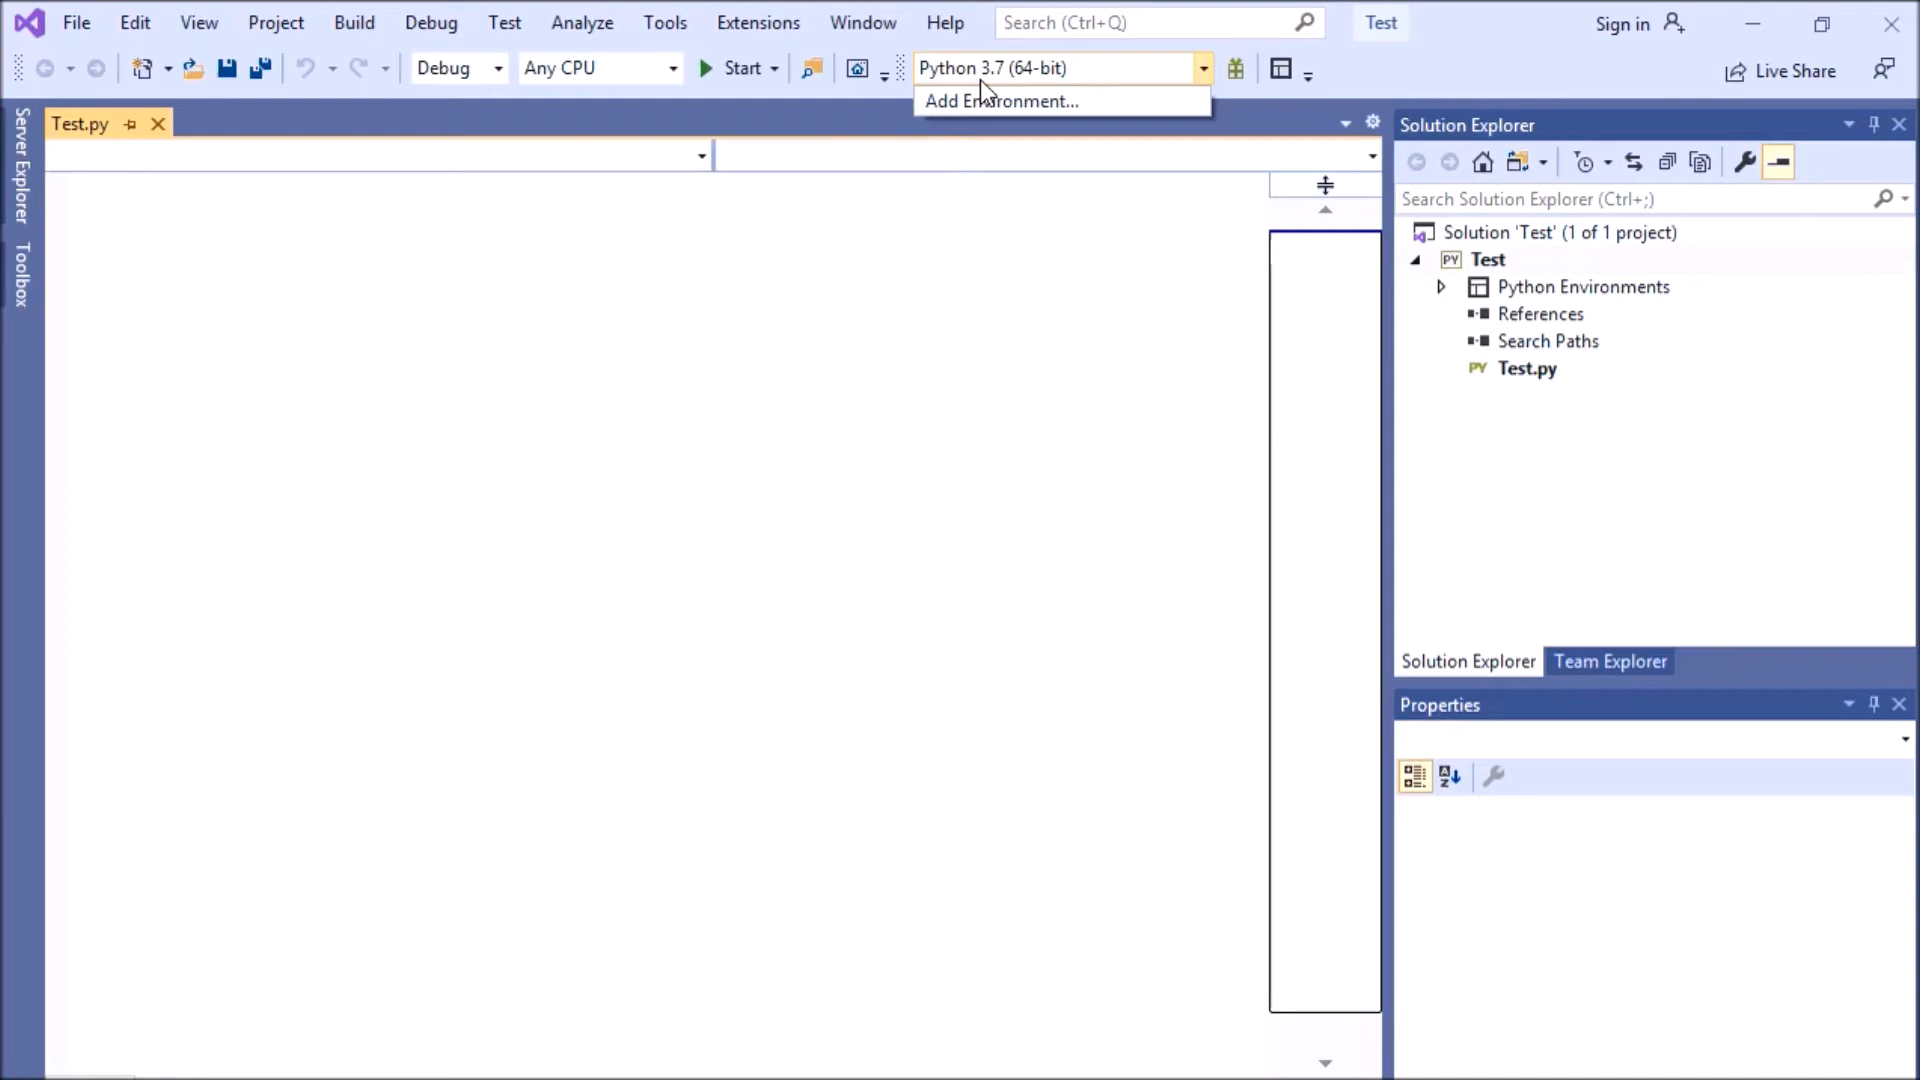 File Edit View Project Build Debug Test Analyze Tools Extensions Window Help Search (Ctrl+Q) Test Sign in
Debug Any CPU Start Python 3.7 (64-bit) Live Share
Add Environment...
Test.py
Server Explorer
Toolbox
Solution Explorer
Search Solution Explorer (Ctrl+;)
Solution 'Test' (1 of 1 project)
PY Test
Python Environments
References
Search Paths
PY Test.py
Solution Explorer Team Explorer
Properties